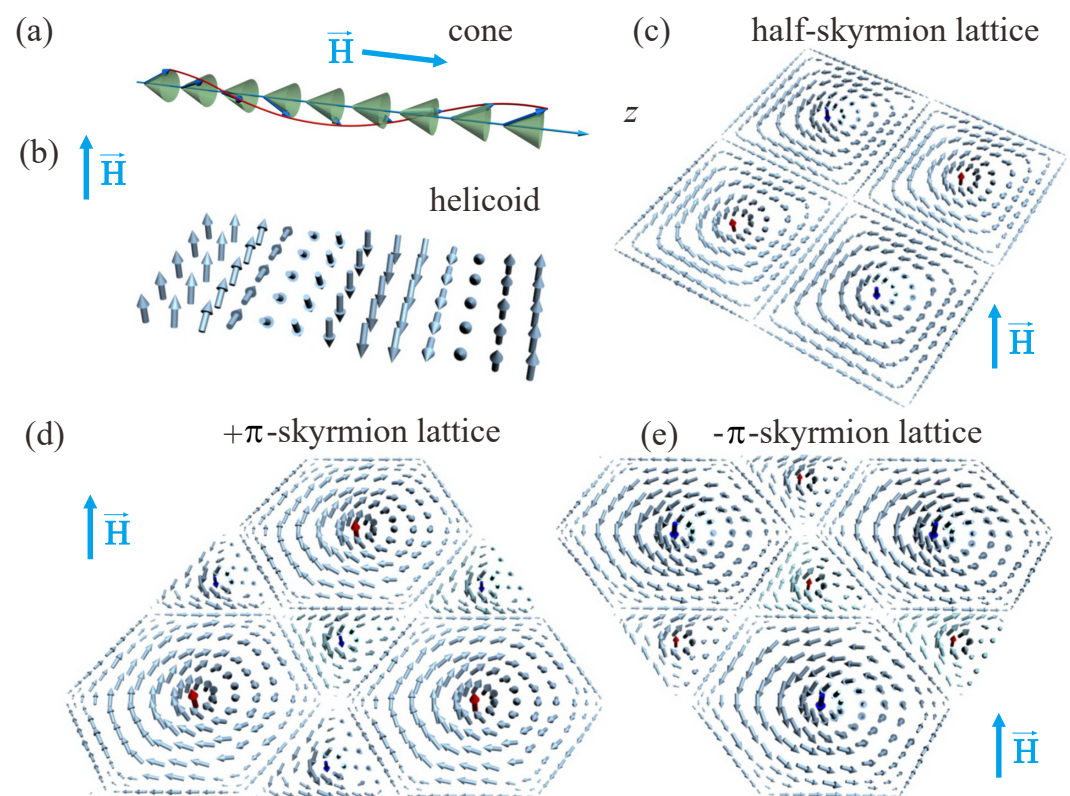 (a)
cone
H
(b)
H
helicoid
(c)
half-skyrmion lattice
z
H
(d)
+π-skyrmion lattice
H
(e)
-π-skyrmion lattice
H